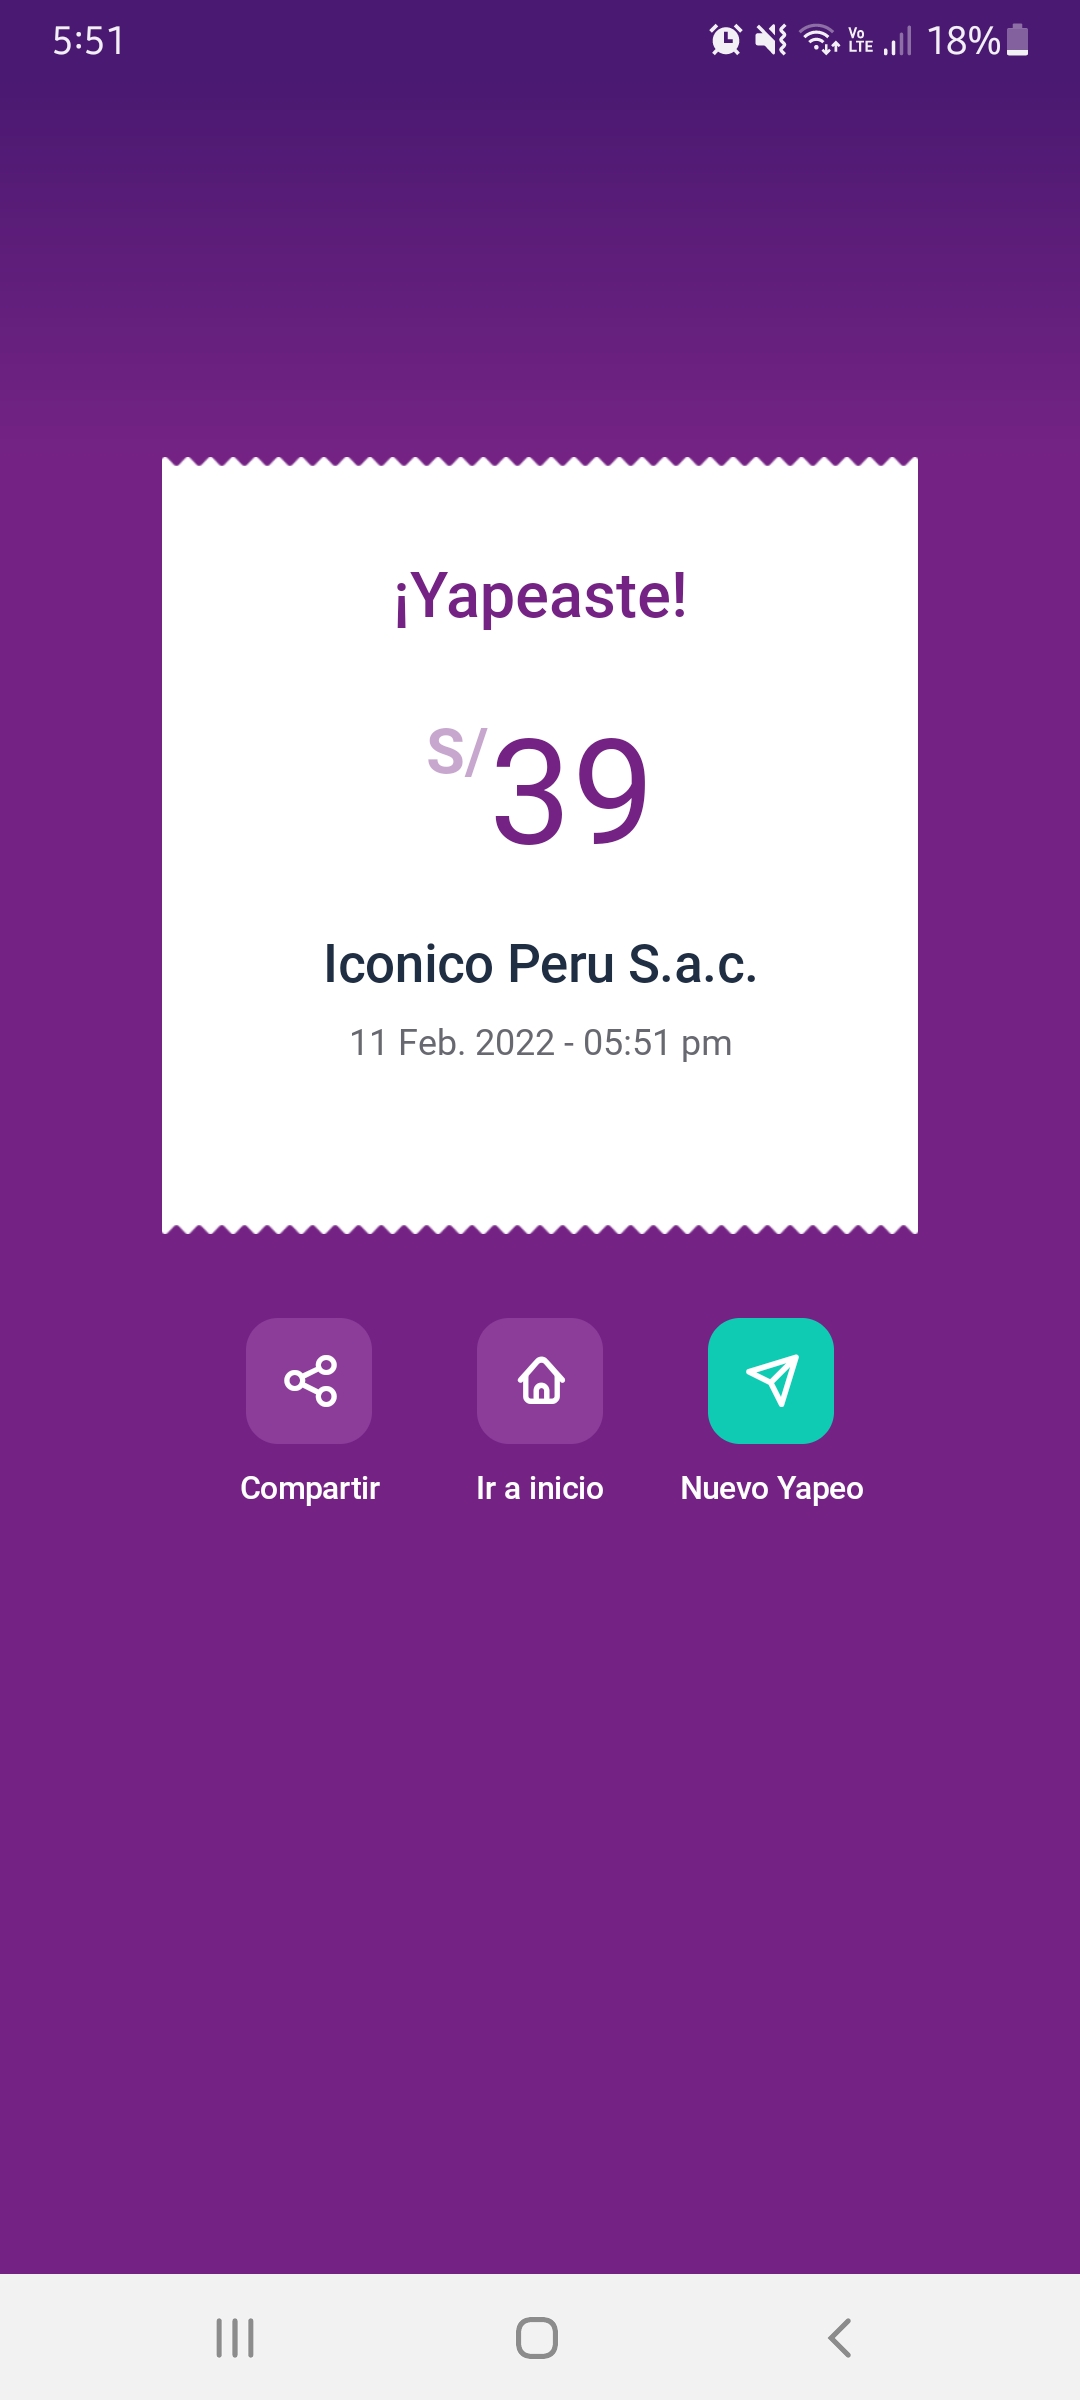 5:51 Vo LTE 18%
¡Yapeaste!
S/39
Iconico Peru S.a.c.
11 Feb. 2022 - 05:51 pm
Compartir Ir a inicio Nuevo Yapeo